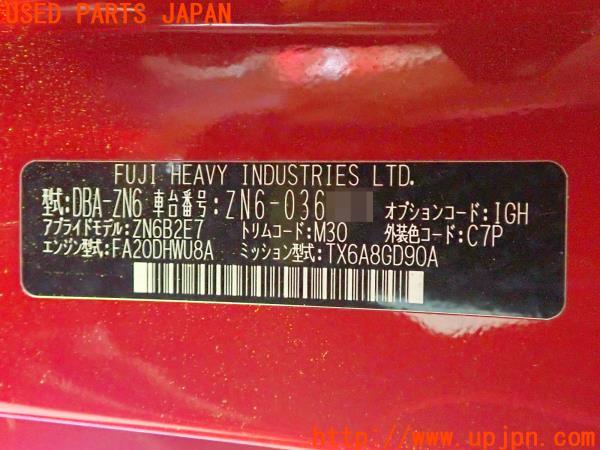 USED PARTS JAPAN
FUJI HEAVY INDUSTRIES LTD.
型式:DBA-ZN6 車台番号:ZN6-036 オプションコード:IGH
アプライドモデル:ZN6B2E7 トリムコード:M30 外装色コード:C7P
エンジン型式:FA20DHWU8A ミッション型式:TX6A8GD90A
http://www.upjpn.com/